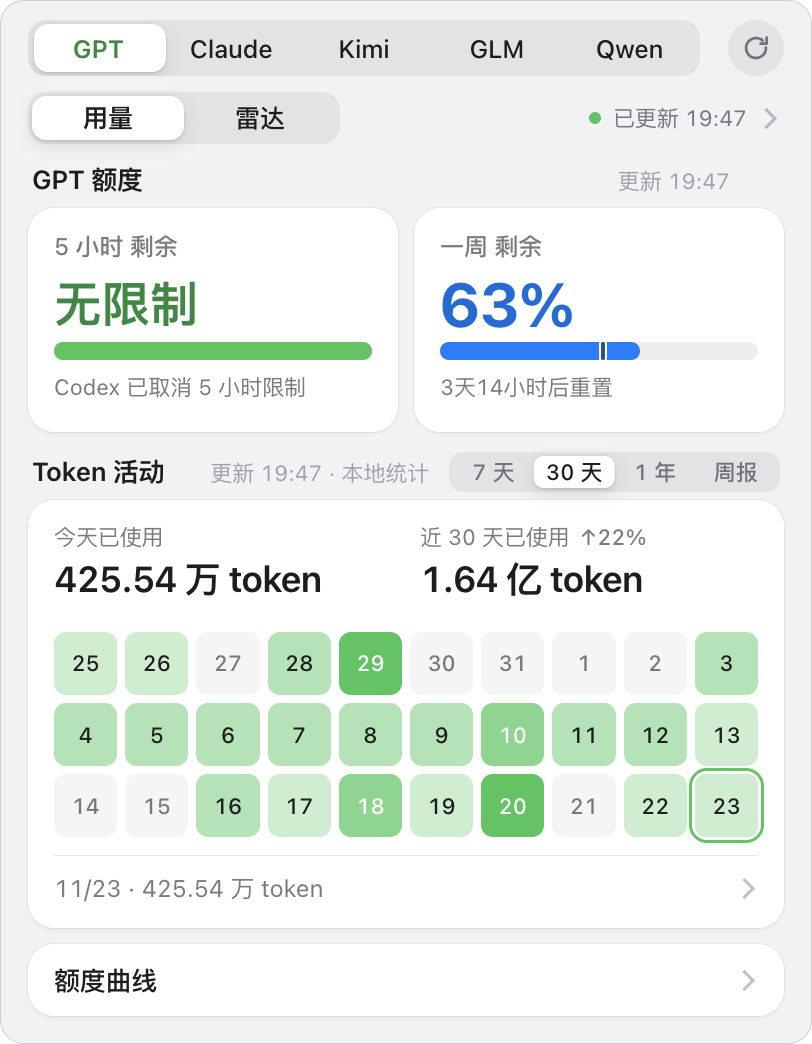 GPT Claude Kimi GLM Qwen
用量 雷达 已更新 19:47
GPT 额度 更新 19:47
5 小时 剩余
无限制
Codex 已取消 5 小时限制
一周 剩余
63%
3天14小时后重置
Token 活动 更新 19:47 · 本地统计 7 天 30 天 1 年 周报
今天已使用
425.54 万 token
近 30 天已使用 ↑22%
1.64 亿 token
25 26 27 28 29 30 31 1 2 3
4 5 6 7 8 9 10 11 12 13
14 15 16 17 18 19 20 21 22 23
11/23 · 425.54 万 token
额度曲线